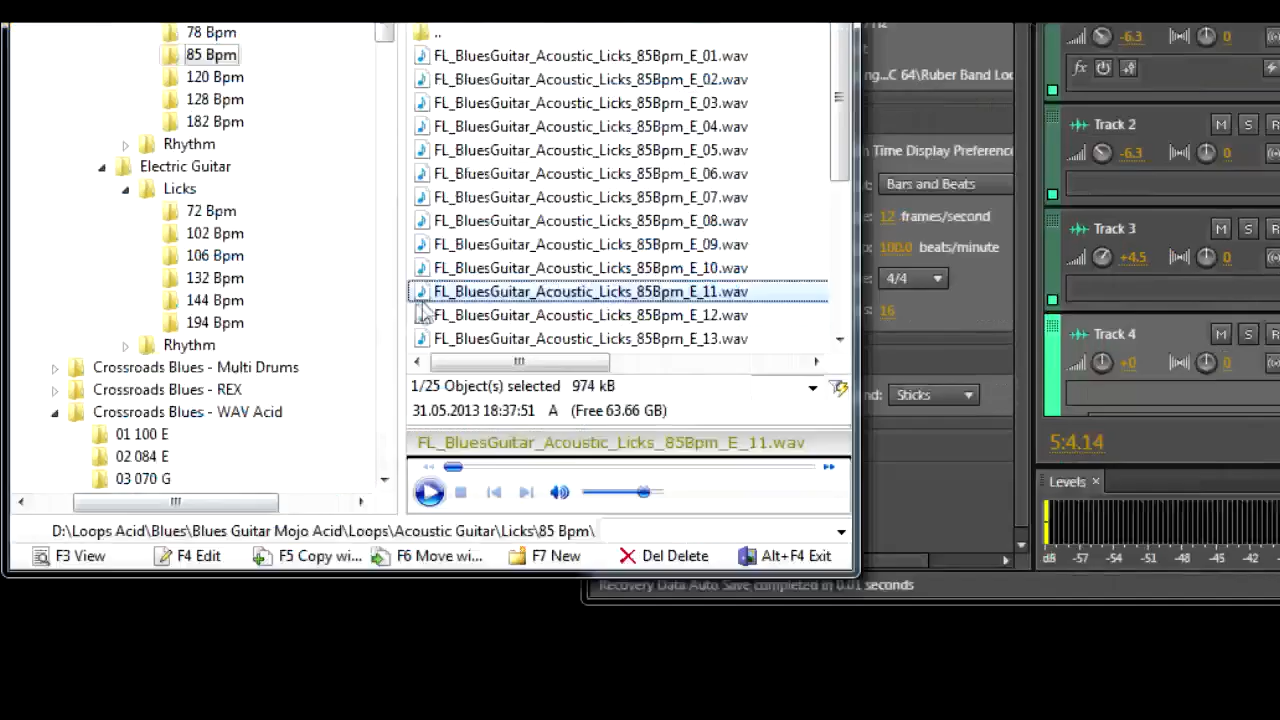 78 Bpm
85 Bpm
120 Bpm
128 Bpm
182 Bpm
Rhythm
Electric Guitar
Licks
72 Bpm
102 Bpm
106 Bpm
132 Bpm
144 Bpm
194 Bpm
Rhythm
Crossroads Blues - Multi Drums
Crossroads Blues - REX
Crossroads Blues - WAV Acid
01 100 E
02 084 E
03 070 G
..
FL_BluesGuitar_Acoustic_Licks_85Bpm_E_01.wav
FL_BluesGuitar_Acoustic_Licks_85Bpm_E_02.wav
FL_BluesGuitar_Acoustic_Licks_85Bpm_E_03.wav
FL_BluesGuitar_Acoustic_Licks_85Bpm_E_04.wav
FL_BluesGuitar_Acoustic_Licks_85Bpm_E_05.wav
FL_BluesGuitar_Acoustic_Licks_85Bpm_E_06.wav
FL_BluesGuitar_Acoustic_Licks_85Bpm_E_07.wav
FL_BluesGuitar_Acoustic_Licks_85Bpm_E_08.wav
FL_BluesGuitar_Acoustic_Licks_85Bpm_E_09.wav
FL_BluesGuitar_Acoustic_Licks_85Bpm_E_10.wav
FL_BluesGuitar_Acoustic_Licks_85Bpm_E_11.wav
FL_BluesGuitar_Acoustic_Licks_85Bpm_E_12.wav
FL_BluesGuitar_Acoustic_Licks_85Bpm_E_13.wav
1/25 Object(s) selected 974 kB
31.05.2013 18:37:51 A (Free 63.66 GB)
FL_BluesGuitar_Acoustic_Licks_85Bpm_E_11.wav
D:\Loops Acid\Blues\Blues Guitar Mojo Acid\Loops\Acoustic Guitar\Licks\85 Bpm\
F3 View F4 Edit F5 Copy wi... F6 Move wi... F7 New Del Delete Alt+F4 Exit
ng...C 64\Ruber Band Loo
Time Display Preference
Bars and Beats
12 frames/second
100.0 beats/minute
4/4
16
Sticks
-6.3 0
fx
Track 2 M S R
-6.3 0
Track 3 M S R
+4.5 0
Track 4 M S R
+0 0
5:4.14
Levels ×
dB -57 -54 -51 -48 -45 -42
Recovery Data Auto Save completed in 0.01 seconds